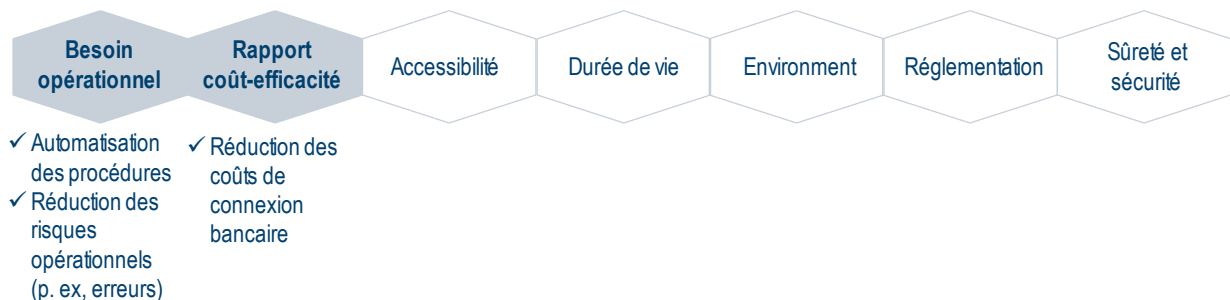 Besoin
opérationnel
Rapport
coût-efficacité
Accessibilité
Durée de vie
Environment
Réglementation
Sûreté et
sécurité
✓ Automatisation
des procédures
✓ Réduction des
risques
opérationnels
(p. ex, erreurs)
✓ Réduction des
coûts de
connexion
bancaire